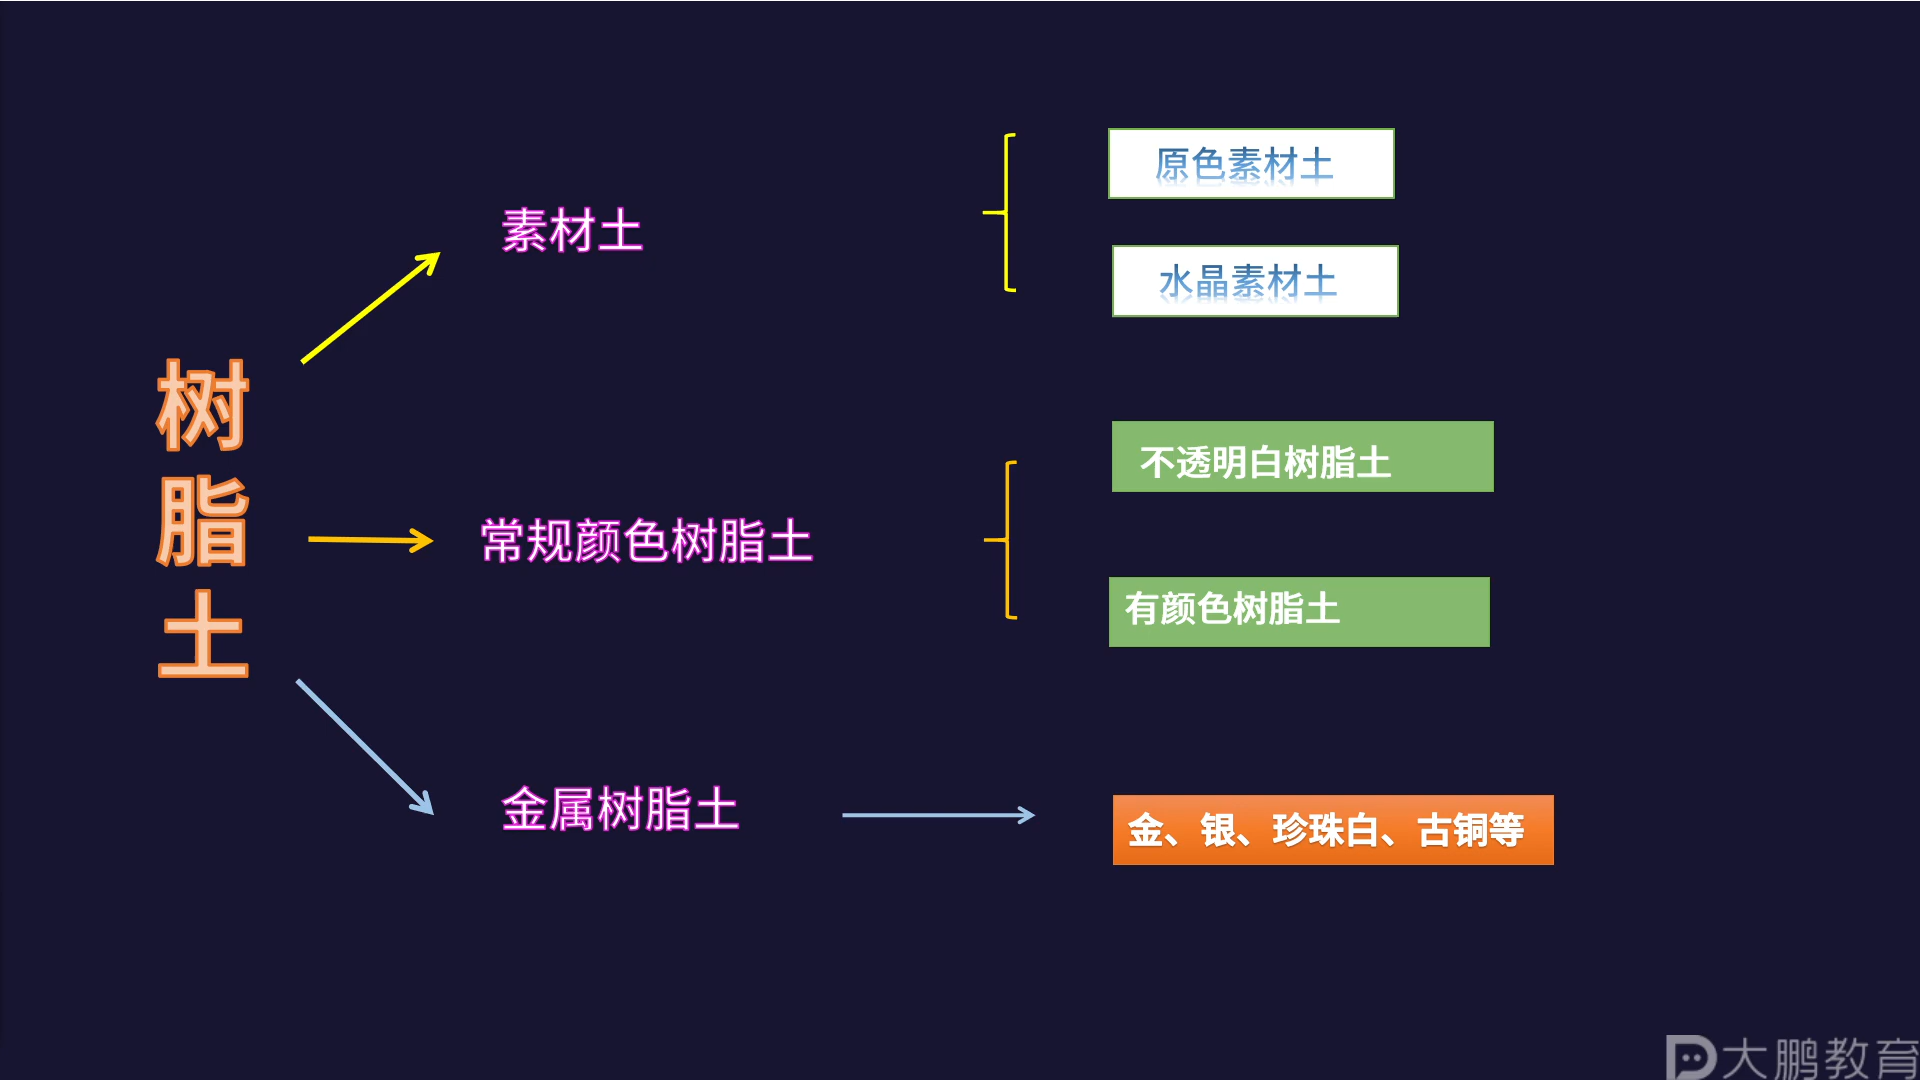 树
脂
土
素材土
原色素材土
水晶素材土
常规颜色树脂土
不透明白树脂土
有颜色树脂土
金属树脂土
金、银、珍珠白、古铜等
大鹏教育